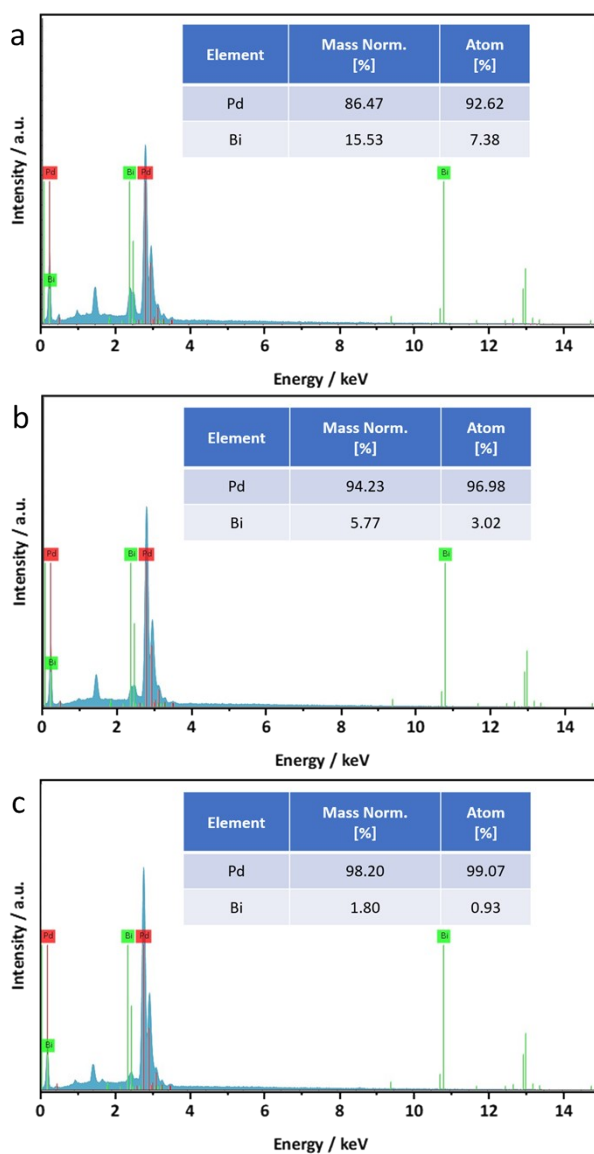 a
Element Mass Norm. [%] Atom [%]
Pd 86.47 92.62
Bi 15.53 7.38
Pd Bi Pd Bi
Bi
Intensity / a.u.
0 2 4 6 8 10 12 14
Energy / keV
b
Element Mass Norm. [%] Atom [%]
Pd 94.23 96.98
Bi 5.77 3.02
Pd Bi Pd Bi
Bi
Intensity / a.u.
0 2 4 6 8 10 12 14
Energy / keV
c
Element Mass Norm. [%] Atom [%]
Pd 98.20 99.07
Bi 1.80 0.93
Pd Bi Pd Bi
Bi
Intensity / a.u.
0 2 4 6 8 10 12 14
Energy / keV